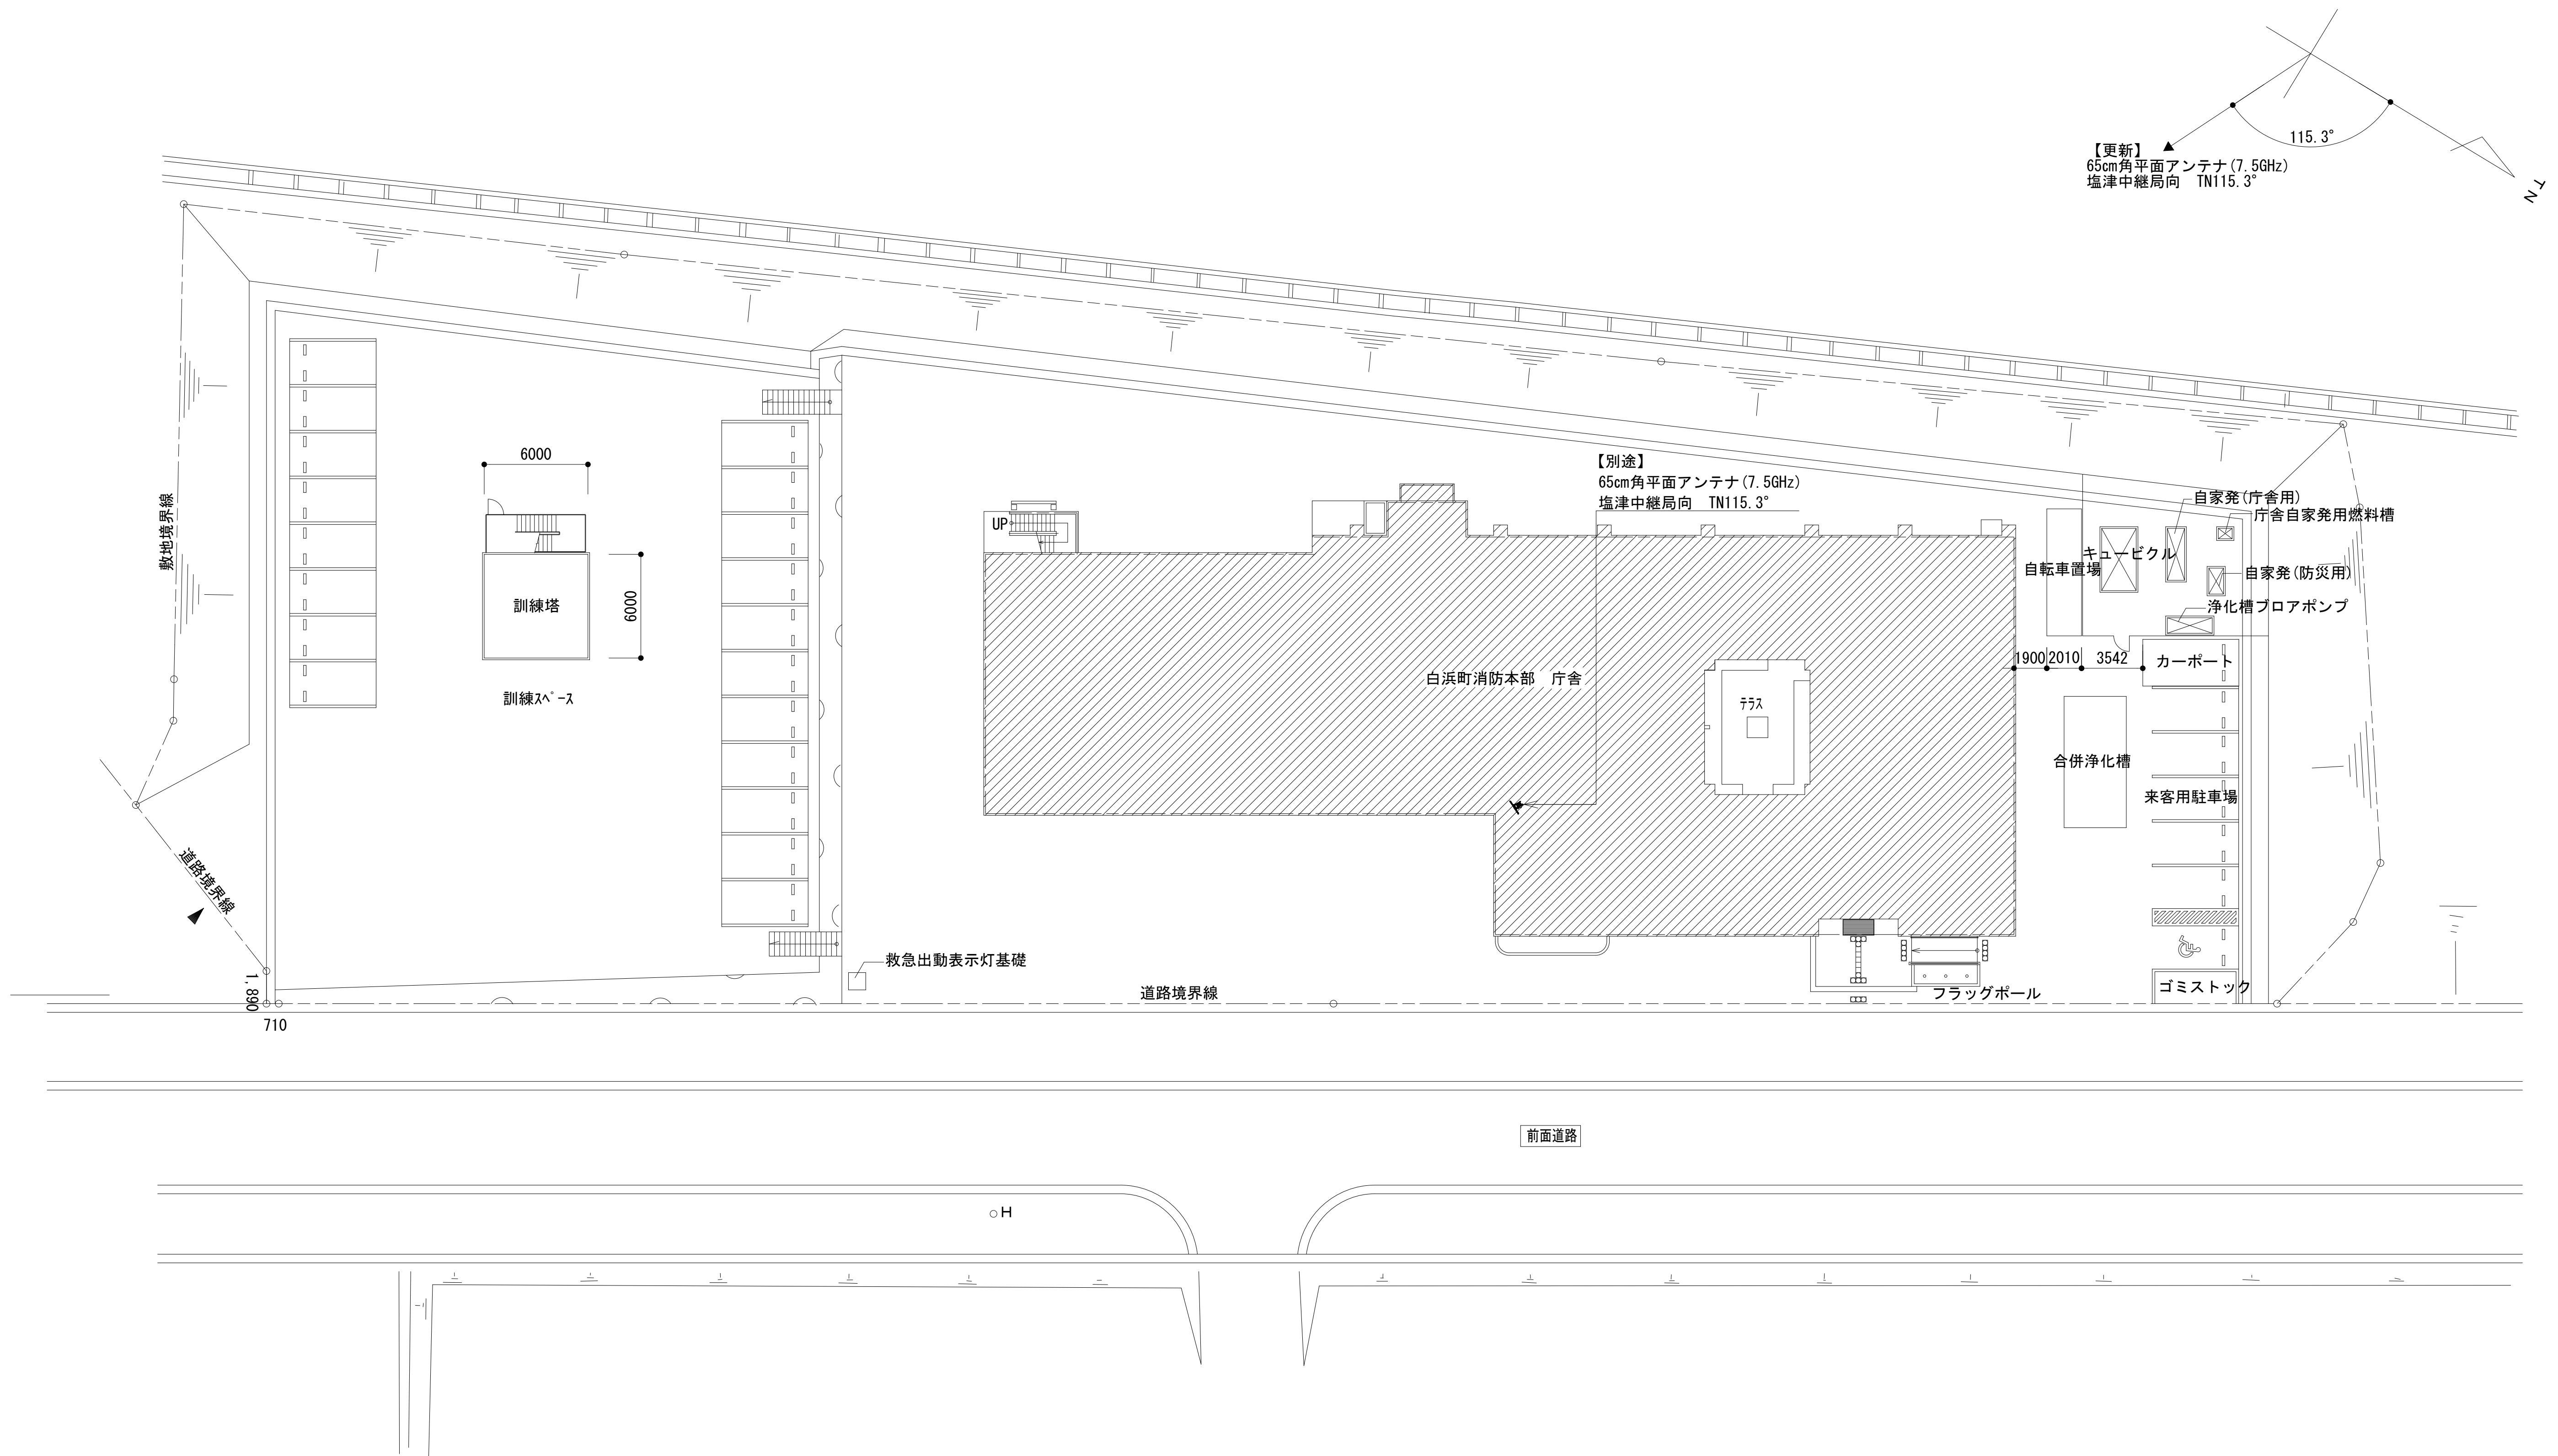 115.3°
【更新】
65cm角平面アンテナ(7.5GHz)
塩津中継局向　TN115.3°
TN
【別途】
65cm角平面アンテナ(7.5GHz)
塩津中継局向　TN115.3°
6000
敷地境界線
UP
自家発(庁舎用)
庁舎自家発用燃料槽
キュービクル
自転車置場
自家発(防災用)
訓練塔
6000
浄化槽ブロアポンプ
1900
2010
3542
カーポート
白浜町消防本部　庁舎
訓練ｽﾍﾟｰｽ
ﾃﾗｽ
合併浄化槽
来客用駐車場
道路境界線
救急出動表示灯基礎
1,890
道路境界線
フラッグポール
ゴミストック
710
前面道路
H